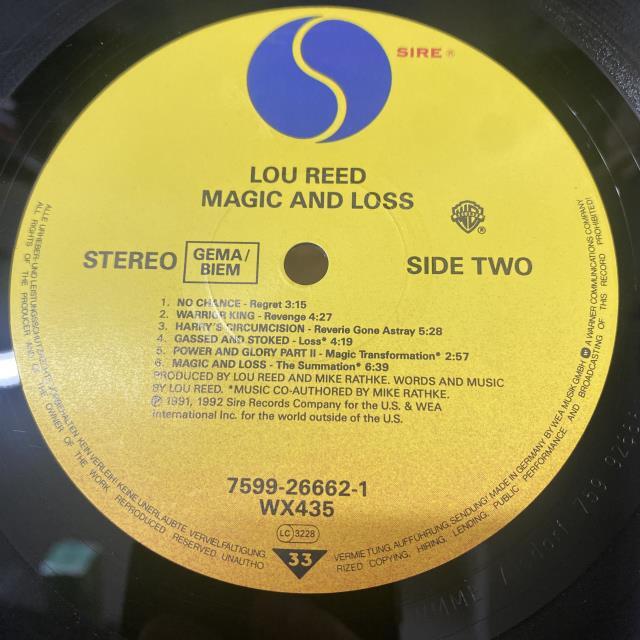 SIRE ®
LOU REED
MAGIC AND LOSS
STEREO
GEMA/
BIEM
SIDE TWO
1. NO CHANCE - Regret 3:15
2. WARRIOR KING - Revenge 4:27
3. HARRY'S CIRCUMCISION - Reverie Gone Astray 5:28
4. GASSED AND STOKED - Loss* 4:19
5. POWER AND GLORY PART II - Magic Transformation* 2:57
6. MAGIC AND LOSS - The Summation* 6:39
PRODUCED BY LOU REED AND MIKE RATHKE. WORDS AND MUSIC
BY LOU REED. *MUSIC CO-AUTHORED BY MIKE RATHKE.
℗ 1991, 1992 Sire Records Company for the U.S. & WEA
International Inc. for the world outside of the U.S.
7599-26662-1
WX435
LC 3228
33
ALLE URHEBER- UND LEISTUNGSSCHUTZRECHTE VORBEHALTEN KEIN VERLEIH! KEINE UNERLAUBTE VERVIELFALTIGUNG, VERMIETUNG, AUFFÜHRUNG, SENDUNG! MADE IN GERMANY BY WEA MUSIK GMBH A WARNER COMMUNICATIONS COMPANY
ALL RIGHTS OF THE PRODUCER AND OF THE OWNER OF THE WORK REPRODUCED RESERVED. UNAUTHORIZED COPYING, HIRING, LENDING, PUBLIC PERFORMANCE AND BROADCASTING OF THIS RECORD PROHIBITED!